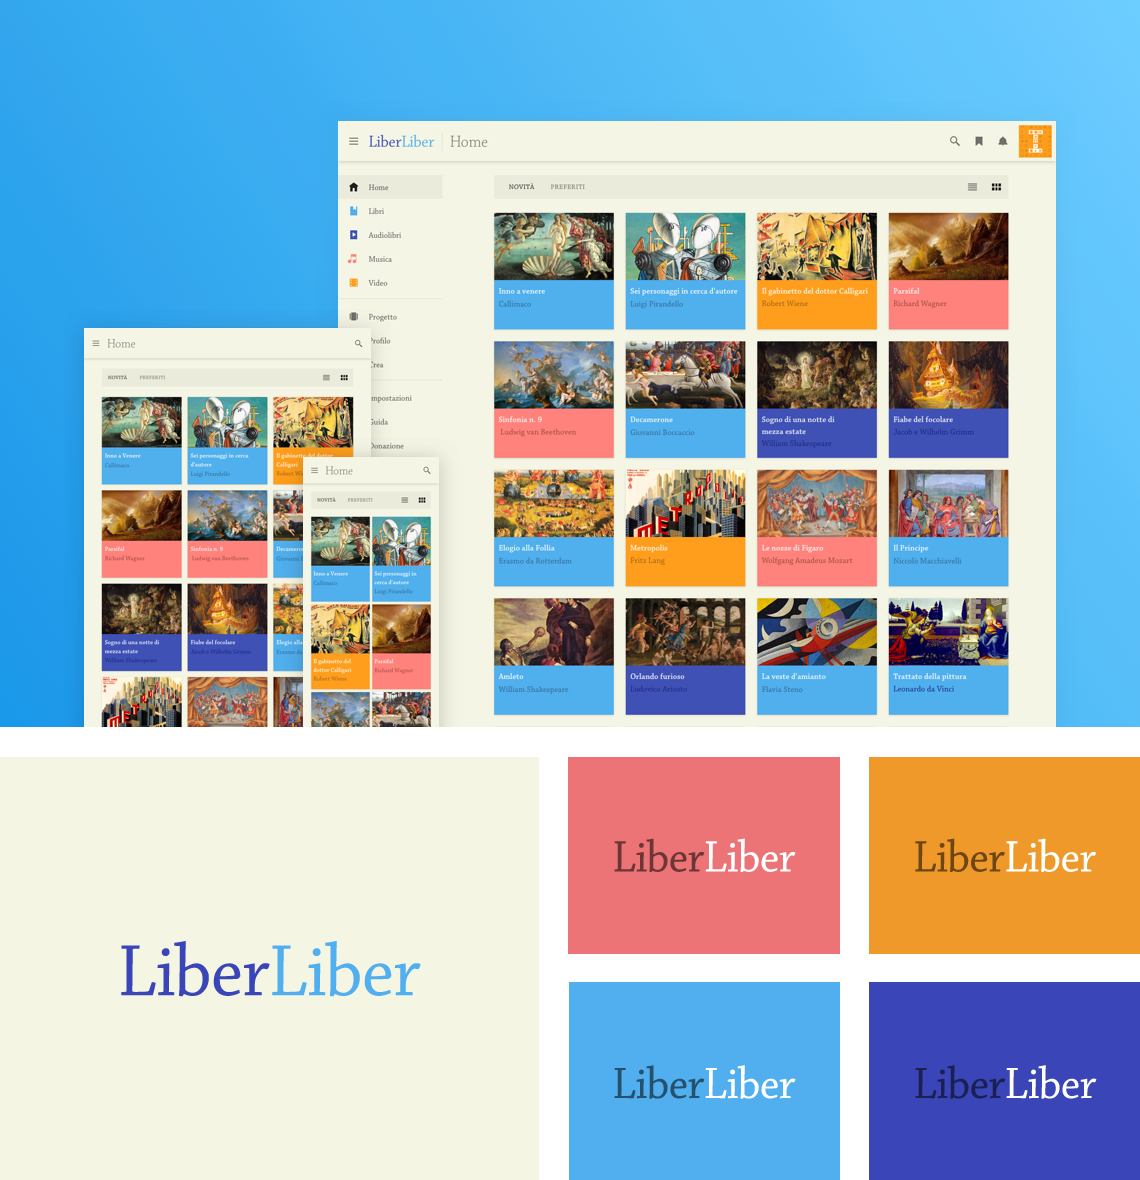 LiberLiber
Home
Home
Libri
Audiolibri
Musica
Video
Progetto
Profilo
Crea
mpostazioni
Guida
Donazione
NOVITÀ
PREFERITI
Inno a venere
Callimaco
Sei personaggi in cerca d'autore
Luigi Pirandello
Il gabinetto del dottor Calligari
Robert Wiene
Parsifal
Richard Wagner
Sinfonia n. 9
Ludwig van Beethoven
Decamerone
Giovanni Boccaccio
Sogno di una notte di
mezza estate
William Shakespeare
Fiabe del focolare
Jacob e Wilhelm Grimm
Elogio alla Follia
Erasmo da Rotterdam
METROPO
Metropolis
Fritz Lang
Le nozze di Figaro
Wolfgang Amadeus Mozart
Il Principe
Niccolò Macchiavelli
Amleto
William Shakespeare
Orlando furioso
Ludovico Ariosto
La veste d'amianto
Flavia Steno
Trattato della pittura
Leonardo da Vinci
Home
NOVITÀ
PREFERITI
Inno a Venere
Callimaco
Sei personaggi in cerca
d'autore
Luigi Pirandello
Il gabinetto del dottor
Calligari
Robert W
Parsifal
Richard Wagner
Sinfonia n. 9
Ludwig van Beethoven
Decamerone
Giovanni B
Sogno di una notte di
mezza estate
William Shakespeare
Fiabe del focolare
Jacob e Wilhelm Grimm
Elogio alla
Erasmo da
Home
NOVITÀ
PREFERITI
Inno a Venere
Callimaco
Sei personaggi in
cerca d'autore
Luigi Pirandello
Il gabinetto del
dottor Calligari
Robert Wiene
Parsifal
Richard Wagner
LiberLiber
LiberLiber
LiberLiber
LiberLiber
LiberLiber